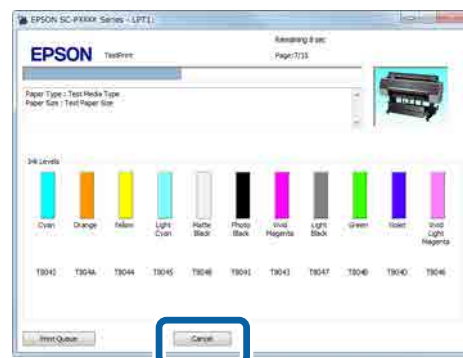 EPSON SC-PXXXX Series - LPT1:
Remaining 8 sec
EPSON TestPrint Page:7/15
Paper Type : Test Media Type
Paper Size : Test Paper Size
Ink Levels
Cyan Orange Yellow Light Cyan Matte Black Photo Black Vivid Magenta Light Black Green Violet Vivid Light Magenta
T8042 T804A T8044 T8045 T8048 T8041 T8043 T8047 T804B T804D T8046
Print Queue Cancel